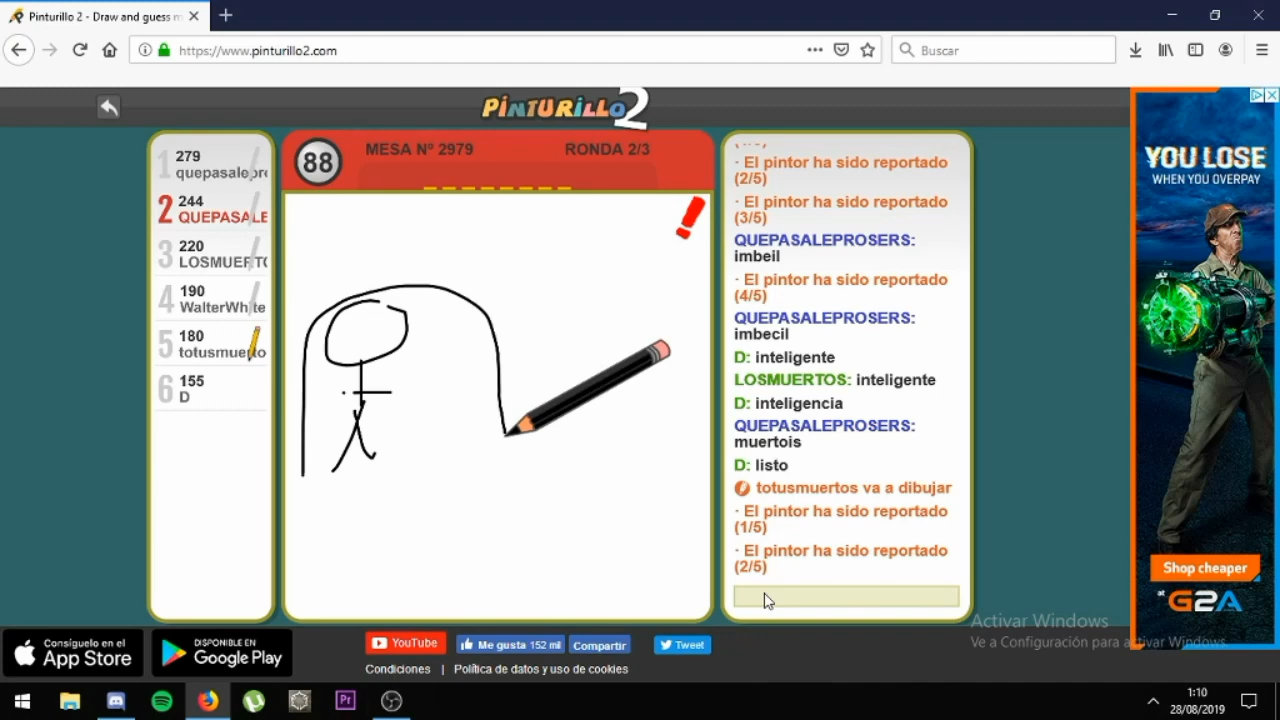 Pinturillo 2 - Draw and guess m
https://www.pinturillo2.com
Buscar
PINTURILLO 2
88
MESA Nº 2979
RONDA 2/3
1
279
quepasalepro
2
244
QUEPASALE
3
220
LOSMUERTO
4
190
WalterWhite
5
180
totusmuerto
6
155
D
· El pintor ha sido reportado
(2/5)
· El pintor ha sido reportado
(3/5)
QUEPASALEPROSERS:
imbeil
· El pintor ha sido reportado
(4/5)
QUEPASALEPROSERS:
imbecil
D: inteligente
LOSMUERTOS: inteligente
D: inteligencia
QUEPASALEPROSERS:
muertois
D: listo
totusmuertos va a dibujar
· El pintor ha sido reportado
(1/5)
· El pintor ha sido reportado
(2/5)
YOU LOSE
WHEN YOU OVERPAY
Shop cheaper
at G2A
Activar Windows
Ve a Configuración para activar Windows.
Consíguelo en el
App Store
DISPONIBLE EN
Google Play
YouTube
Me gusta 152 mil
Compartir
Tweet
Condiciones | Política de datos y uso de cookies
Pr
1:10
28/08/2019